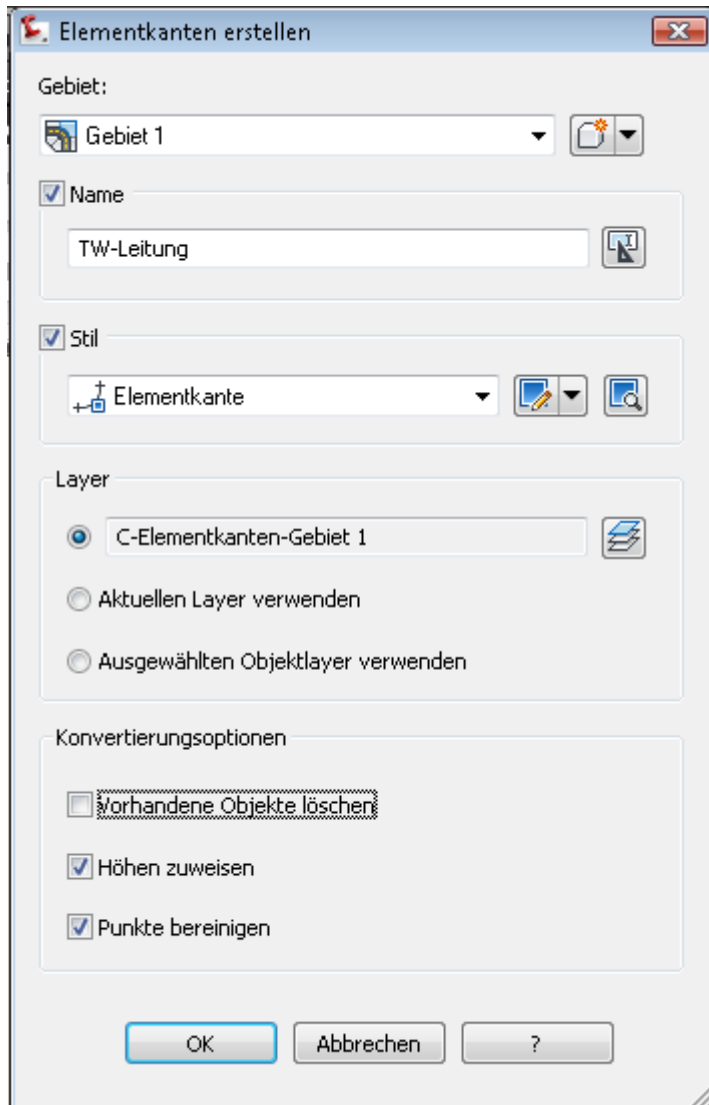 Elementkanten erstellen
Gebiet:
Gebiet 1
Name
TW-Leitung
Stil
Elementkante
Layer
C-Elementkanten-Gebiet 1
Aktuellen Layer verwenden
Ausgewählten Objektlayer verwenden
Konvertierungsoptionen
Vorhandene Objekte löschen
Höhen zuweisen
Punkte bereinigen
OK
Abbrechen
?